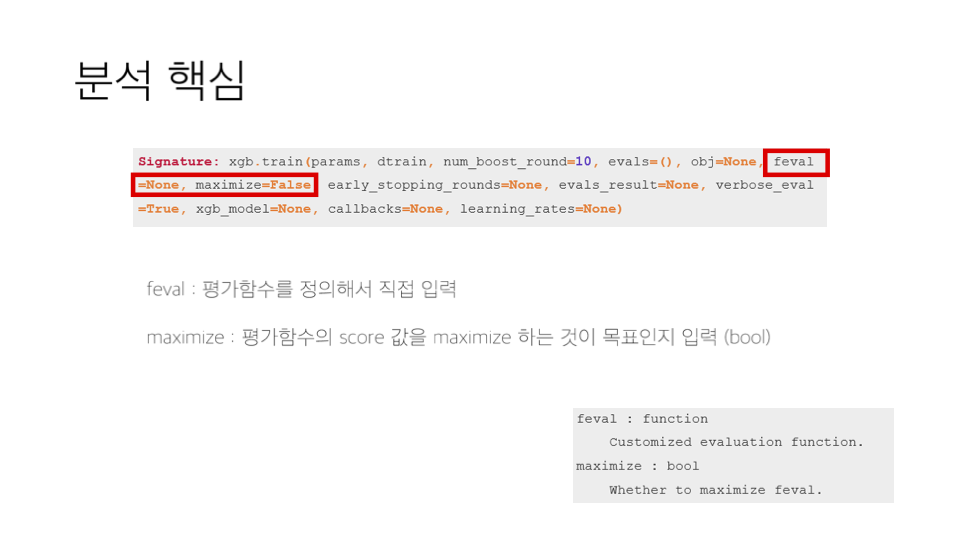 분석 핵심
Signature: xgb.train(params, dtrain, num_boost_round=10, evals=(), obj=None, feval
=None, maximize=False, early_stopping_rounds=None, evals_result=None, verbose_eval
=True, xgb_model=None, callbacks=None, learning_rates=None)
feval : 평가함수를 정의해서 직접 입력
maximize : 평가함수의 score 값을 maximize 하는 것이 목표인지 입력 (bool)
feval : function
Customized evaluation function.
maximize : bool
Whether to maximize feval.